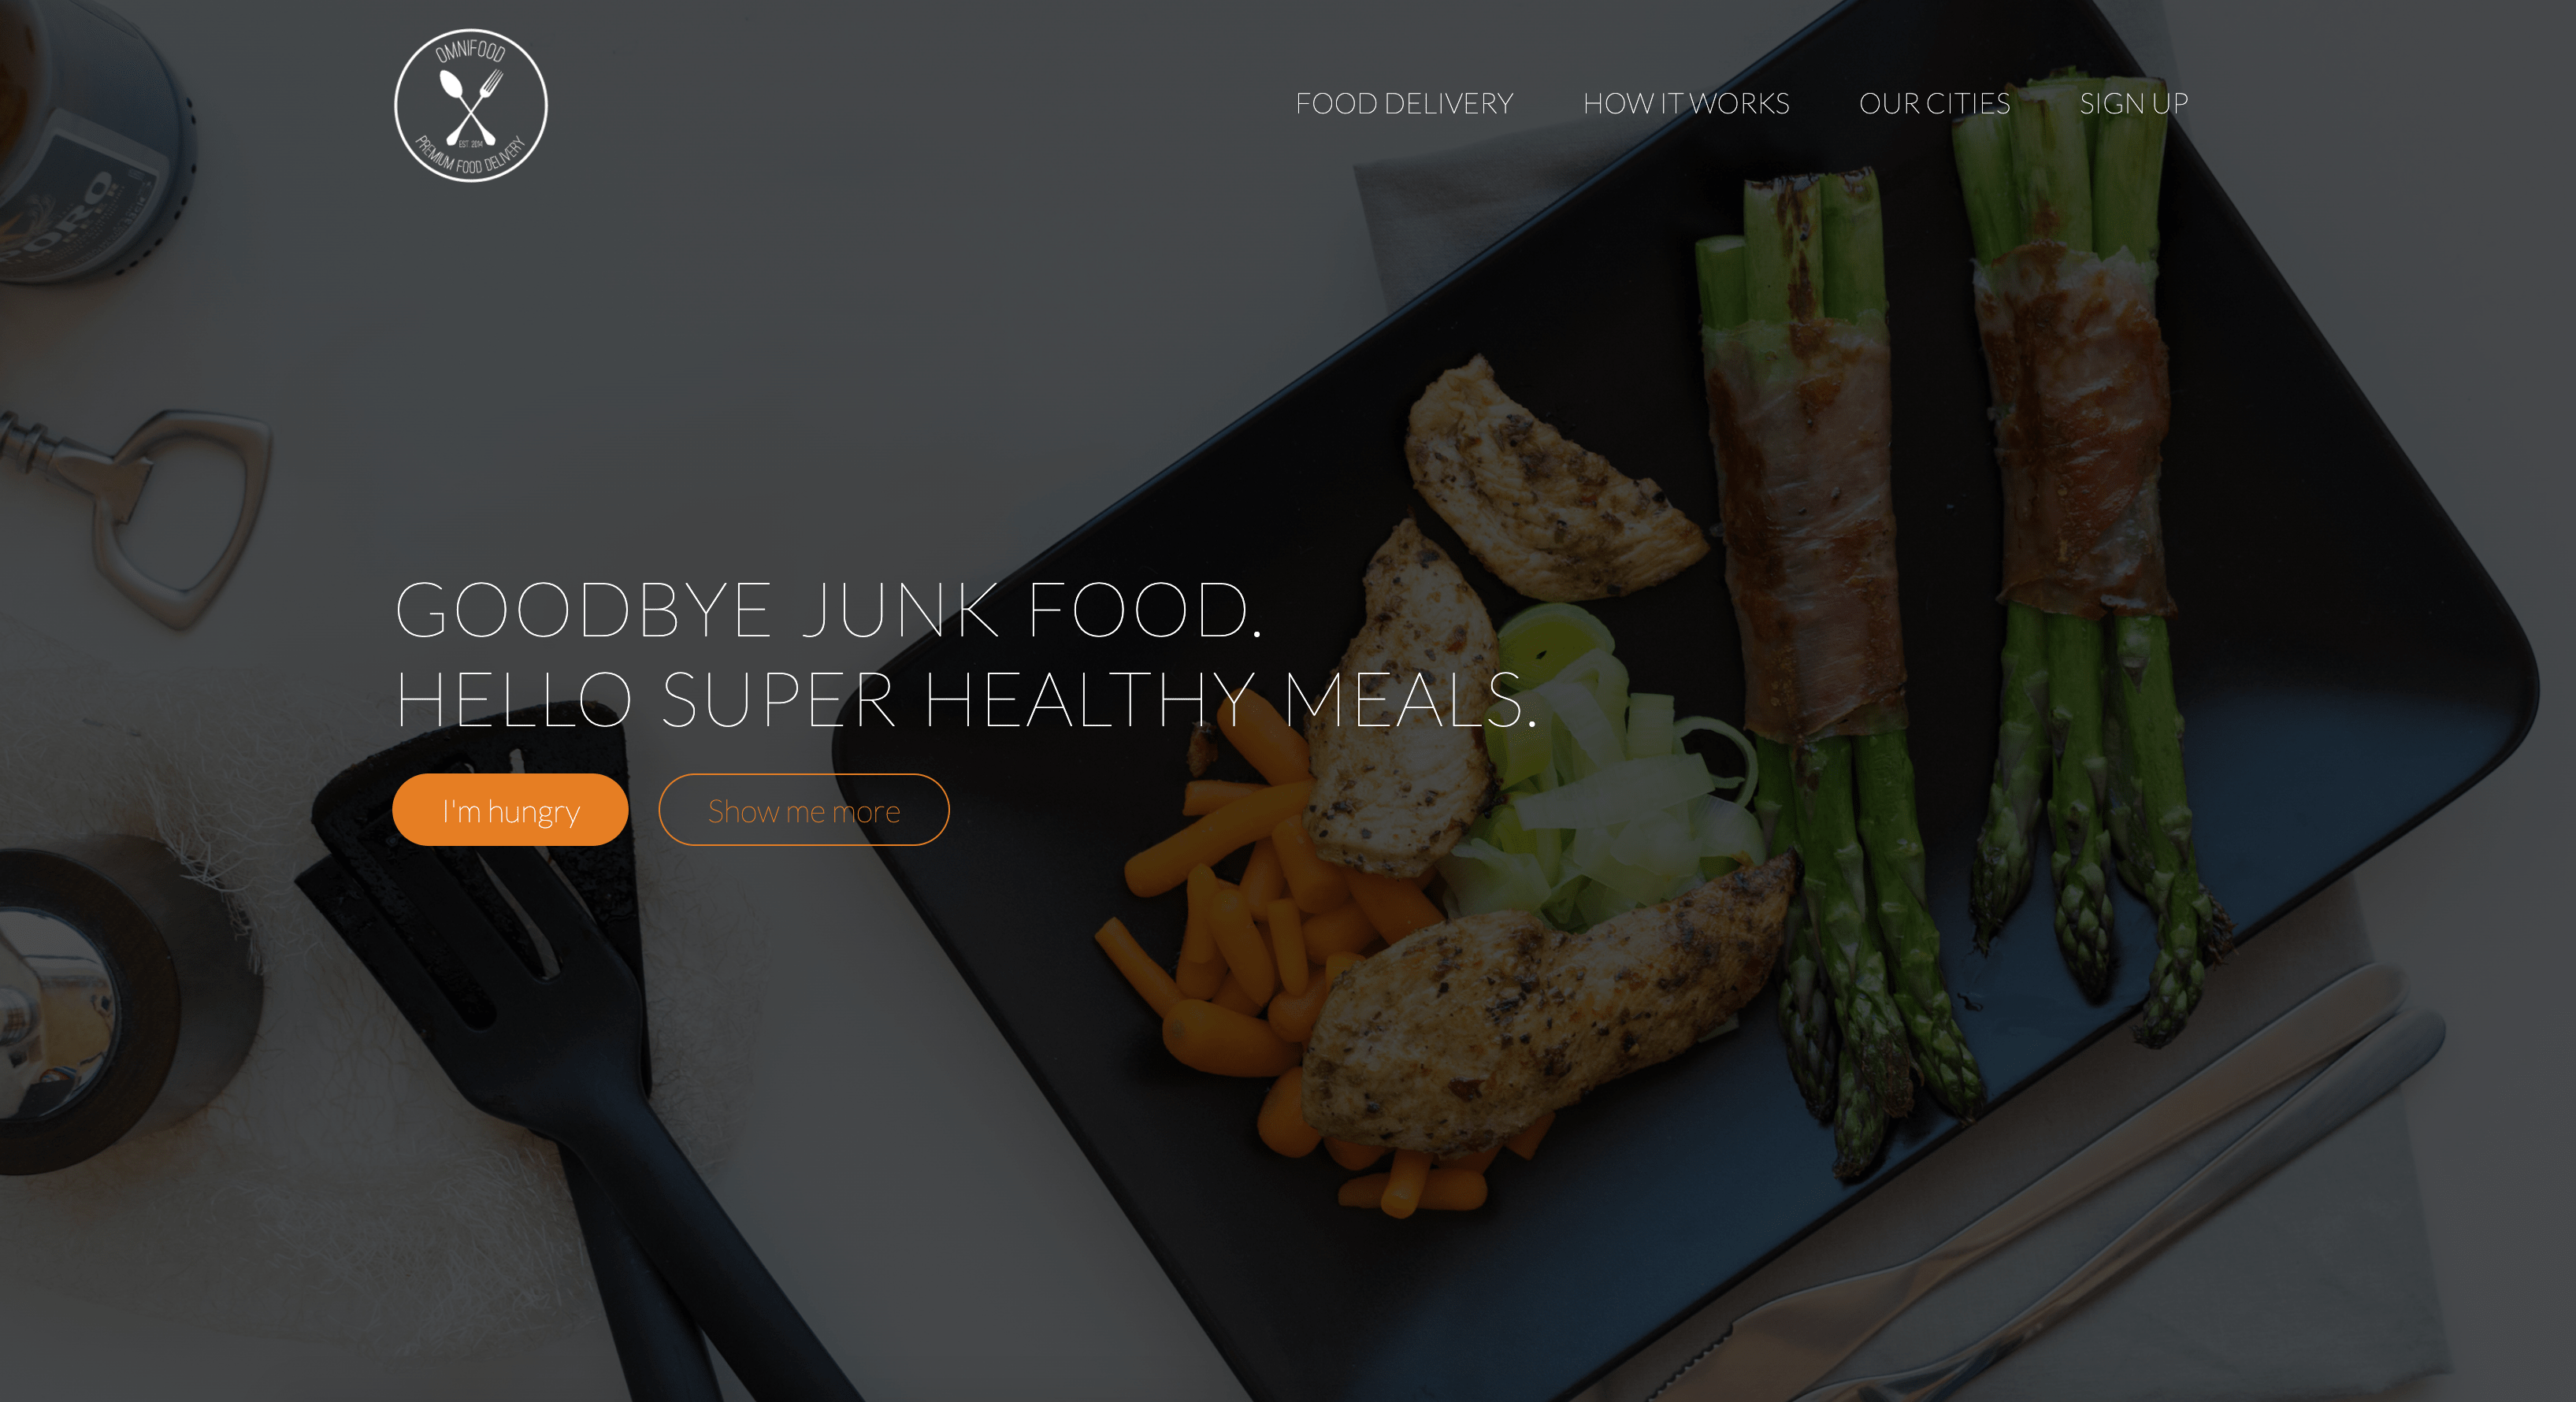 OMNIFOOD
EST. 2014
PREMIUM FOOD DELIVERY
FOOD DELIVERY
HOW IT WORKS
OUR CITIES
SIGN UP
GOODBYE JUNK FOOD.
HELLO SUPER HEALTHY MEALS.
I'm hungry
Show me more